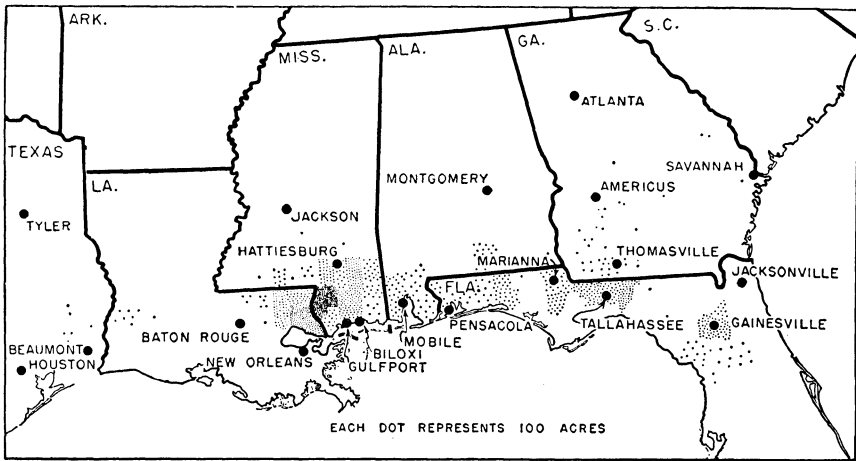 ARK.
MISS.
ALA.
GA.
S.C.
ATLANTA
TEXAS
LA.
SAVANNAH
MONTGOMERY
AMERICUS
TYLER
JACKSON
HATTIESBURG
MARIANNA
THOMASVILLE
FLA.
JACKSONVILLE
BATON ROUGE
PENSACOLA
TALLAHASSEE
GAINESVILLE
MOBILE
BEAUMONT
NEW ORLEANS
BILOXI
HOUSTON
GULFPORT
EACH DOT REPRESENTS 100 ACRES